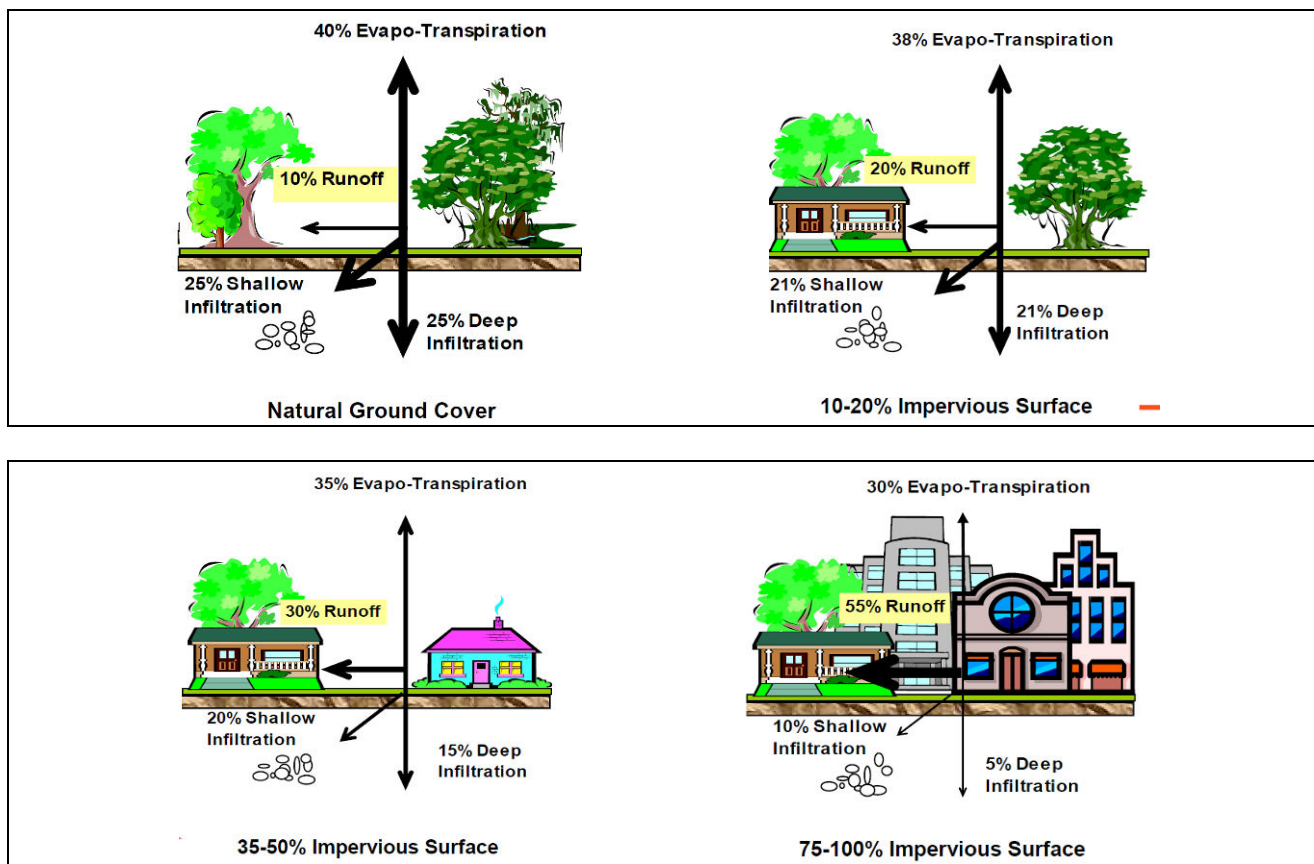 40% Evapo-Transpiration
10% Runoff
25% Shallow
Infiltration
25% Deep
Infiltration
Natural Ground Cover
38% Evapo-Transpiration
20% Runoff
21% Shallow
Infiltration
21% Deep
Infiltration
10-20% Impervious Surface
35% Evapo-Transpiration
30% Runoff
20% Shallow
Infiltration
15% Deep
Infiltration
35-50% Impervious Surface
30% Evapo-Transpiration
55% Runoff
10% Shallow
Infiltration
5% Deep
Infiltration
75-100% Impervious Surface